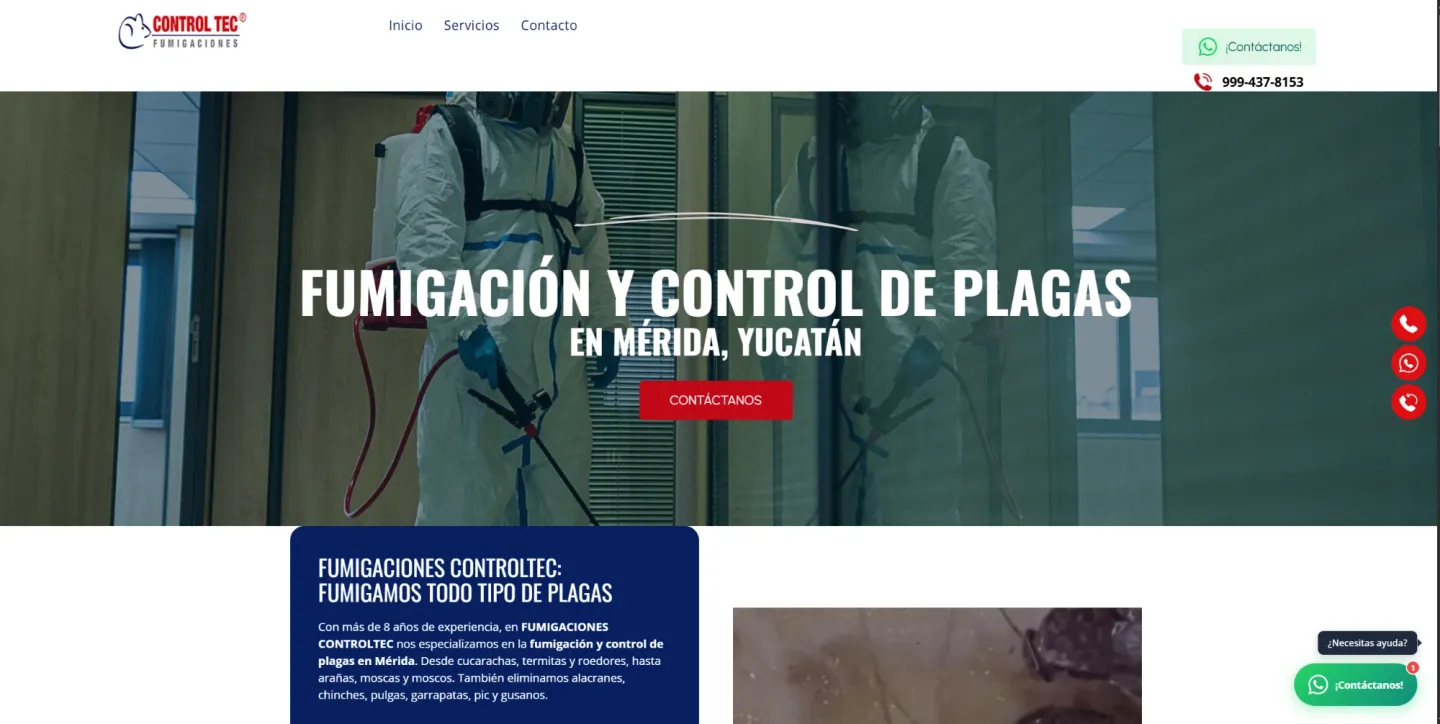 CONTROL TEC®
FUMIGACIONES
Inicio
Servicios
Contacto
¡Contáctanos!
999-437-8153
FUMIGACIÓN Y CONTROL DE PLAGAS
EN MÉRIDA, YUCATÁN
CONTÁCTANOS
FUMIGACIONES CONTROLTEC:
FUMIGAMOS TODO TIPO DE PLAGAS
Con más de 8 años de experiencia, en FUMIGACIONES
CONTROLTEC nos especializamos en la fumigación y control de
plagas en Mérida. Desde cucarachas, termitas y roedores, hasta
arañas, moscas y moscos. También eliminamos alacranes,
chinches, pulgas, garrapatas, pic y gusanos.
¿Necesitas ayuda?
1
¡Contáctanos!